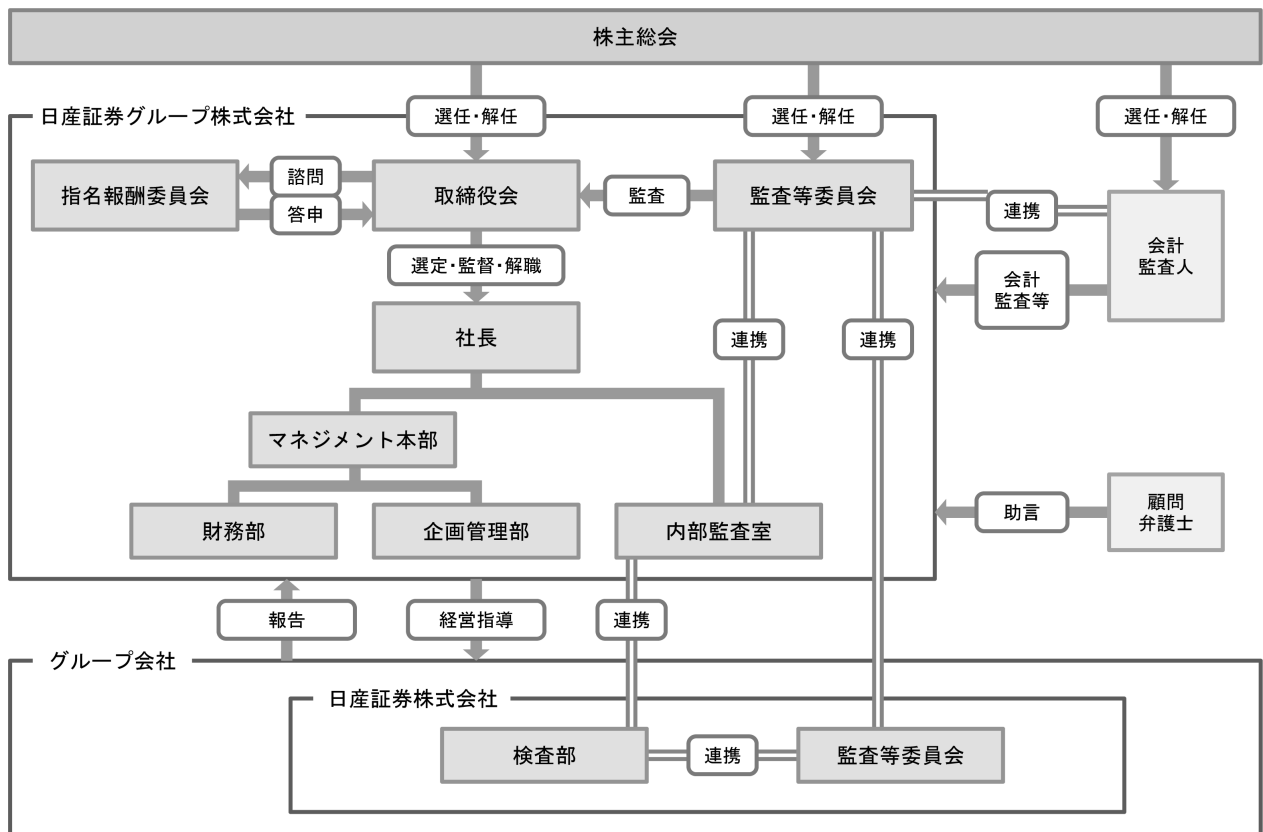 株主総会
選任・解任
選任・解任
選任・解任
日産証券グループ株式会社
指名報酬委員会
諮問
答申
取締役会
監査
監査等委員会
連携
会計
監査人
選定・監督・解職
会計
監査等
社長
連携
連携
マネジメント本部
財務部
企画管理部
内部監査室
助言
顧問
弁護士
報告
経営指導
連携
グループ会社
日産証券株式会社
検査部
連携
監査等委員会